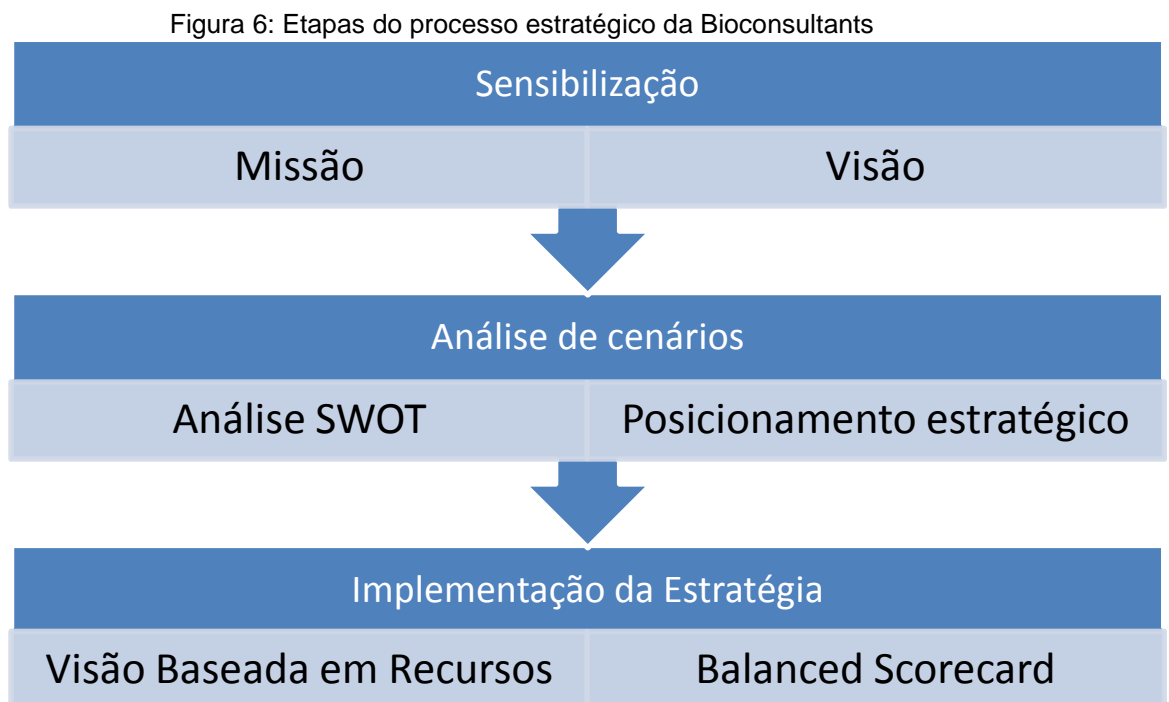 Figura 6: Etapas do processo estratégico da Bioconsultants
Sensibilização
Missão
Visão
Análise de cenários
Análise SWOT
Posicionamento estratégico
Implementação da Estratégia
Visão Baseada em Recursos
Balanced Scorecard